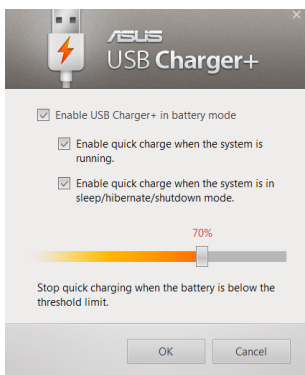 ASUS
USB Charger+
Enable USB Charger+ in battery mode
Enable quick charge when the system is
running.
Enable quick charge when the system is in
sleep/hibernate/shutdown mode.
70%
Stop quick charging when the battery is below the
threshold limit.
OK Cancel